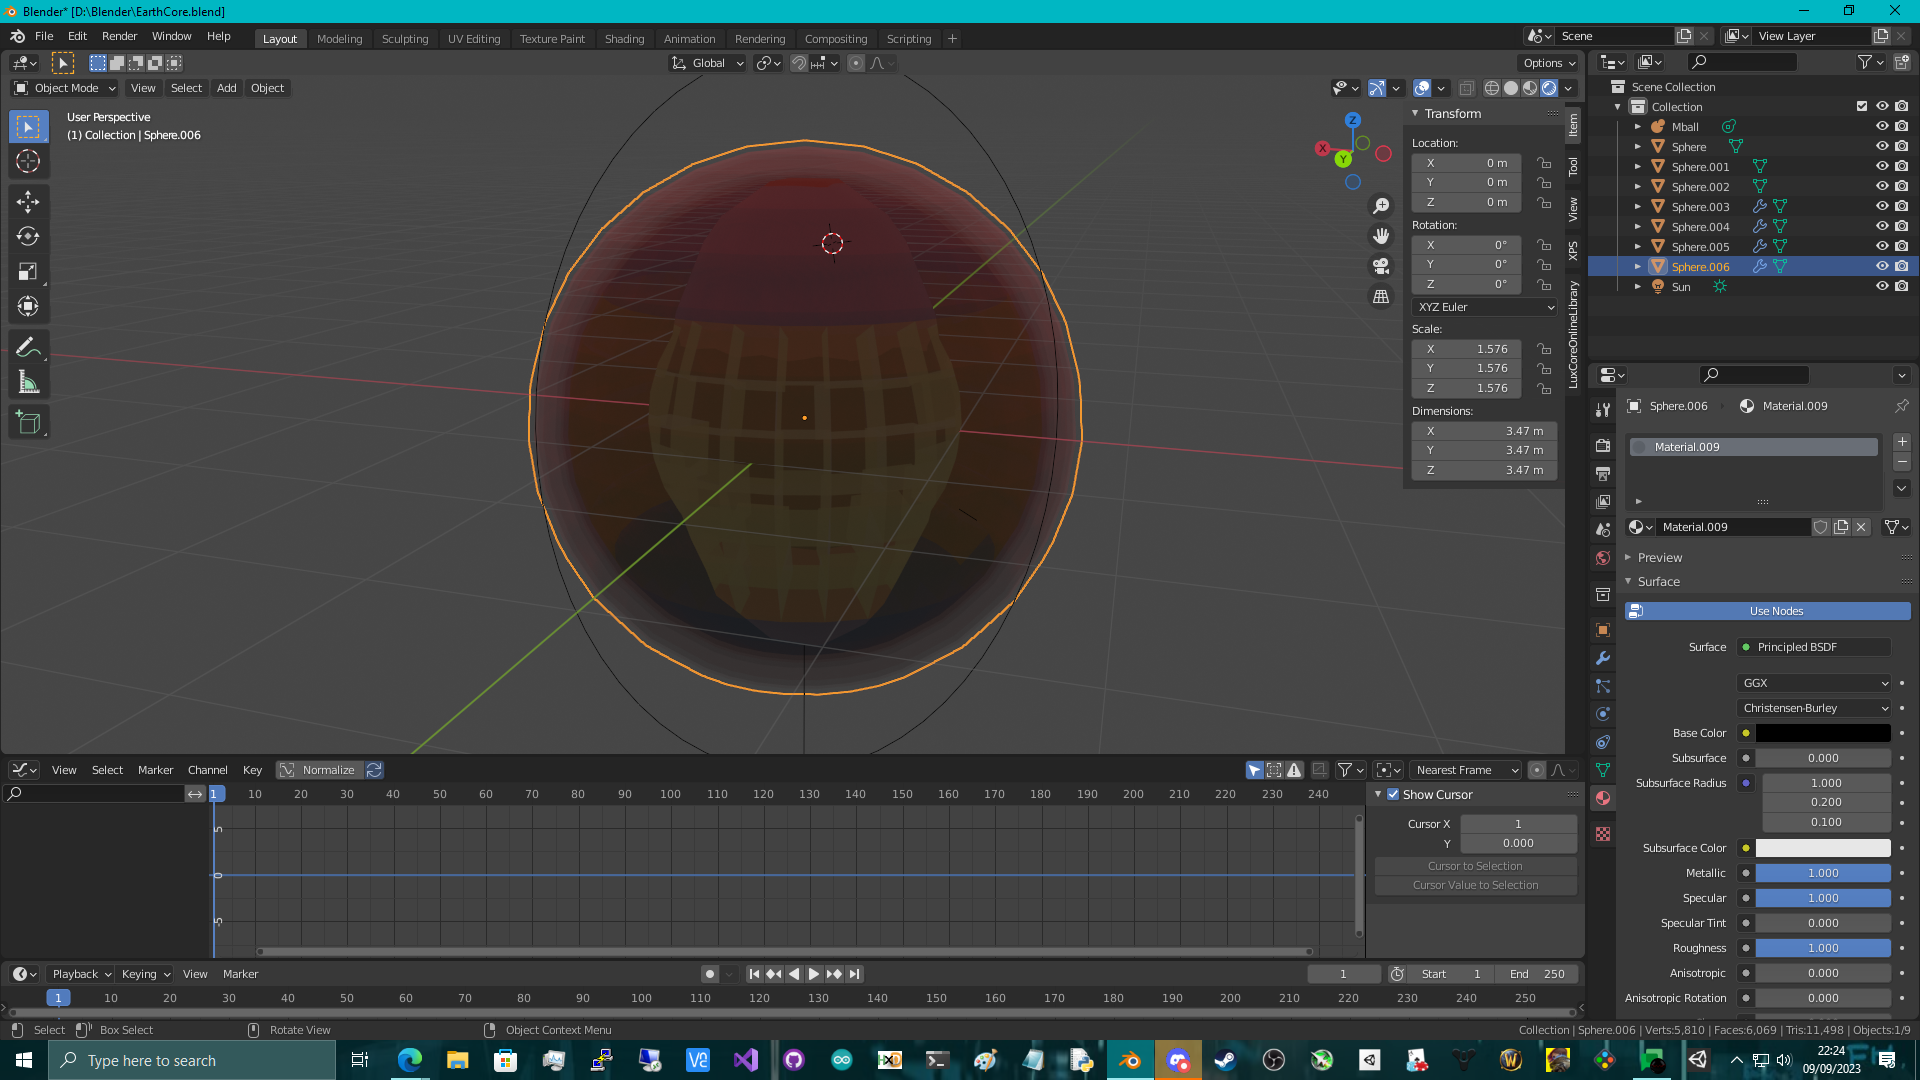 Blender* [D:\Blender\EarthCore.blend]
File Edit Render Window Help
Layout Modeling Sculpting UV Editing Texture Paint Shading Animation Rendering Compositing Scripting
Scene
View Layer
Global
Options
Object Mode View Select Add Object
User Perspective
(1) Collection | Sphere.006
Z
X
Y
Transform
Location:
X 0 m
Y 0 m
Z 0 m
Rotation:
X 0°
Y 0°
Z 0°
XYZ Euler
Scale:
X 1.576
Y 1.576
Z 1.576
Dimensions:
X 3.47 m
Y 3.47 m
Z 3.47 m
Item
Tool
View
XPS
LuxCoreOnlineLibrary
Scene Collection
Collection
Mball
Sphere
Sphere.001
Sphere.002
Sphere.003
Sphere.004
Sphere.005
Sphere.006
Sun
Sphere.006 Material.009
Material.009
Material.009
Preview
Surface
Use Nodes
Surface Principled BSDF
GGX
Christensen-Burley
Base Color
Subsurface 0.000
Subsurface Radius 1.000
0.200
0.100
Subsurface Color
Metallic 1.000
Specular 1.000
Specular Tint 0.000
Roughness 1.000
Anisotropic 0.000
Anisotropic Rotation 0.000
View Select Marker Channel Key Normalize
Nearest Frame
1 10 20 30 40 50 60 70 80 90 100 110 120 130 140 150 160 170 180 190 200 210 220 230 240
5
0
-5
Show Cursor
Cursor X 1
Y 0.000
Cursor to Selection
Cursor Value to Selection
Playback Keying View Marker
1
Start 1 End 250
1 10 20 30 40 50 60 70 80 90 100 110 120 130 140 150 160 170 180 190 200 210 220 230 240 250
Select Box Select Rotate View Object Context Menu
Collection | Sphere.006 | Verts:5,810 | Faces:6,069 | Tris:11,498 | Objects:1/9
Type here to search
22:24
09/09/2023